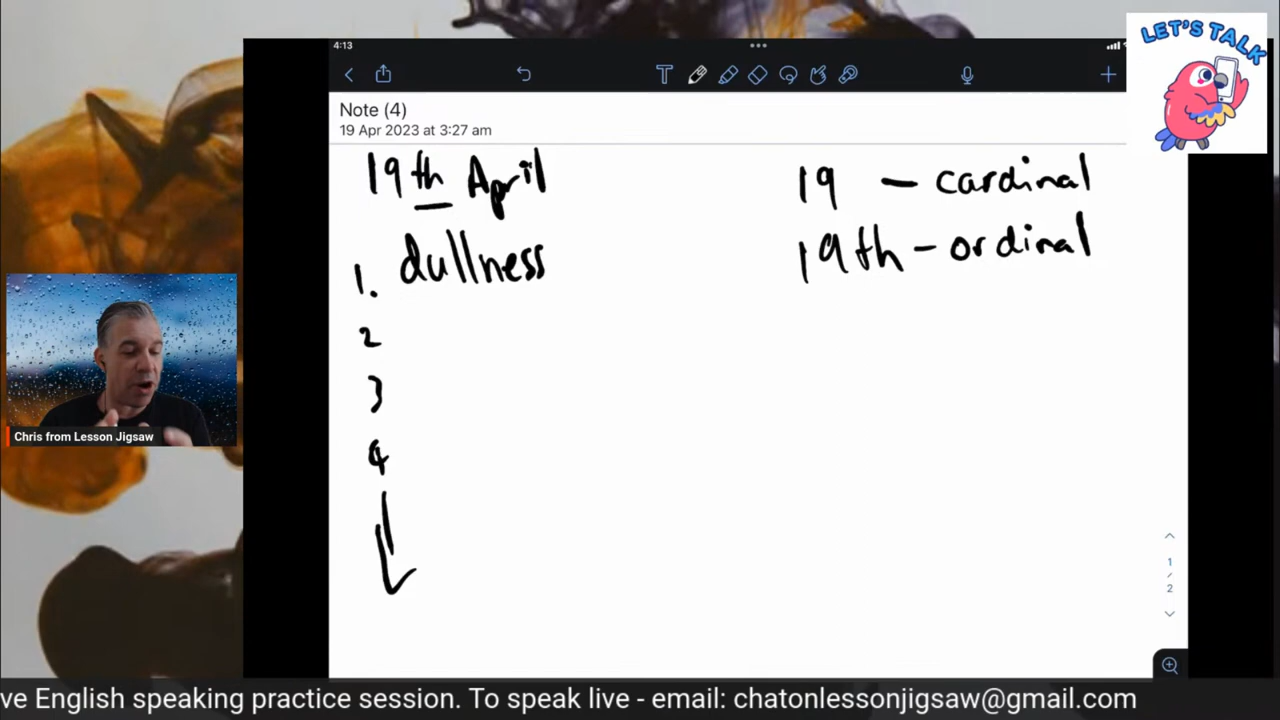 LET'S TALK
4:13
Note (4)
19 Apr 2023 at 3:27 am
19th April
19 – cardinal
19th – ordinal
1. dullness
2
3
4
Chris from Lesson Jigsaw
1
/
2
ve English speaking practice session. To speak live - email: chatonlessonjigsaw@gmail.com